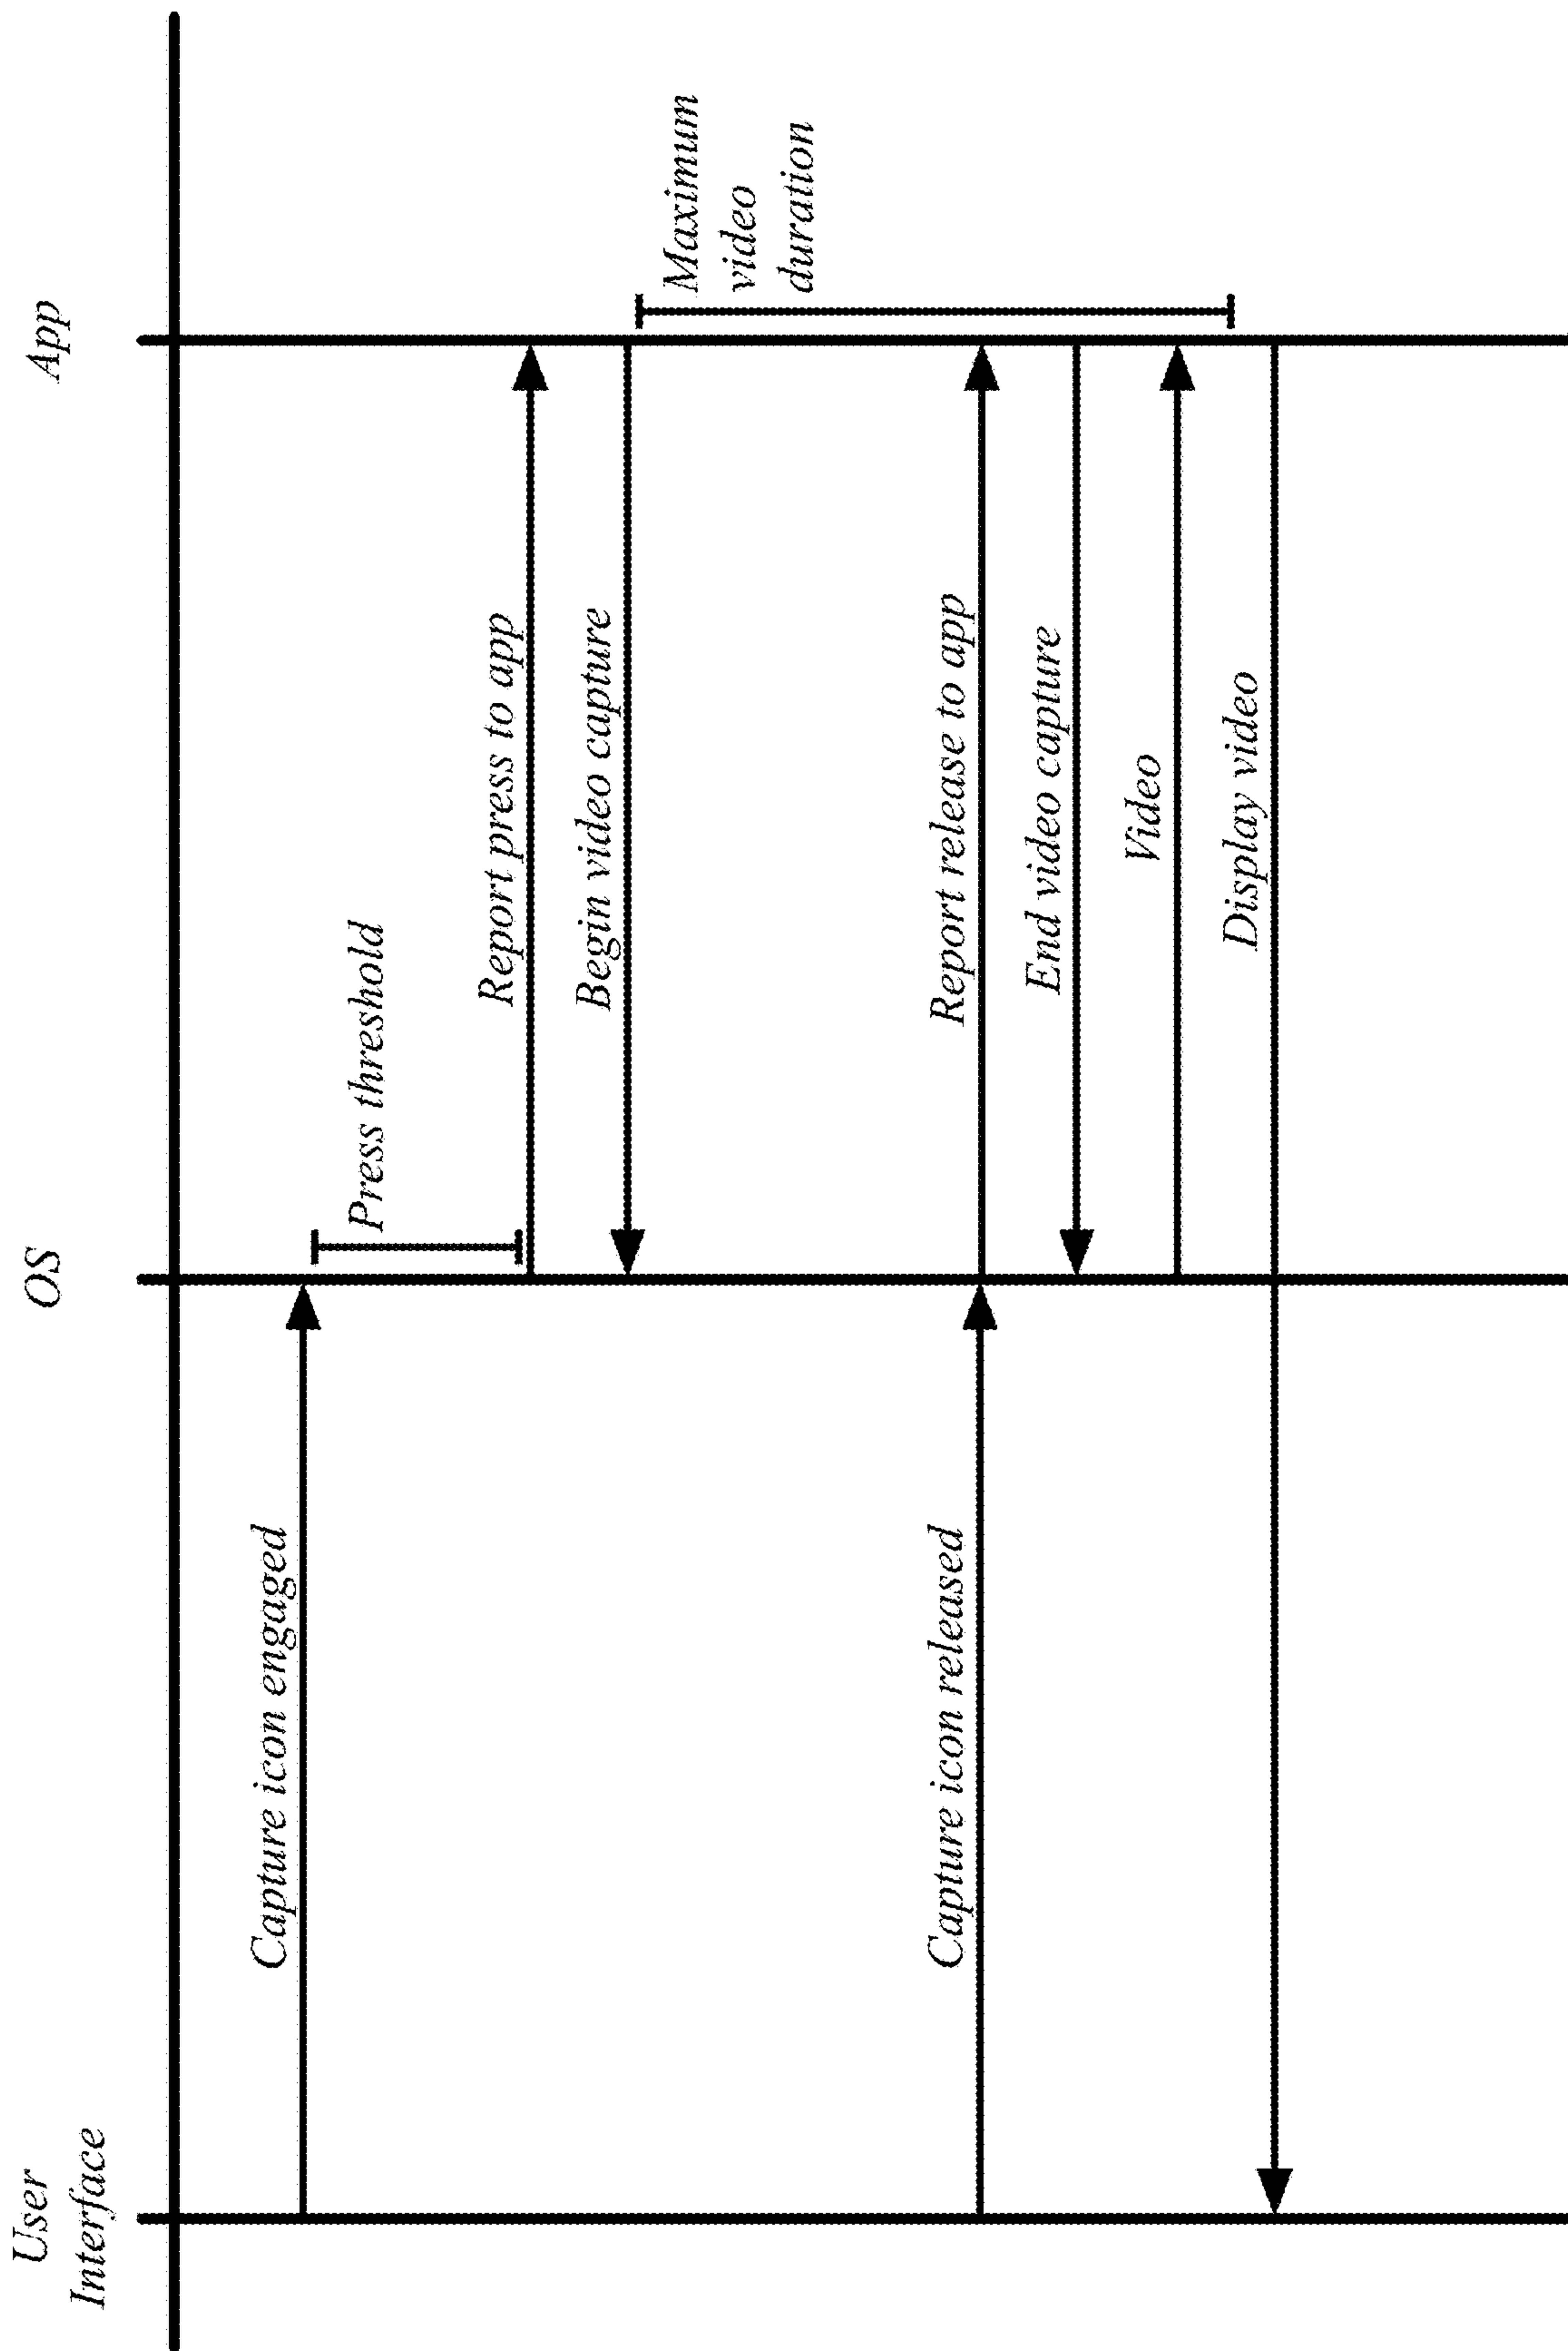 User
Interface
OS
App
Capture icon engaged
Press threshold
Report press to app
Begin video capture
Maximum
video
duration
Capture icon released
Report release to app
End video capture
Video
Display video